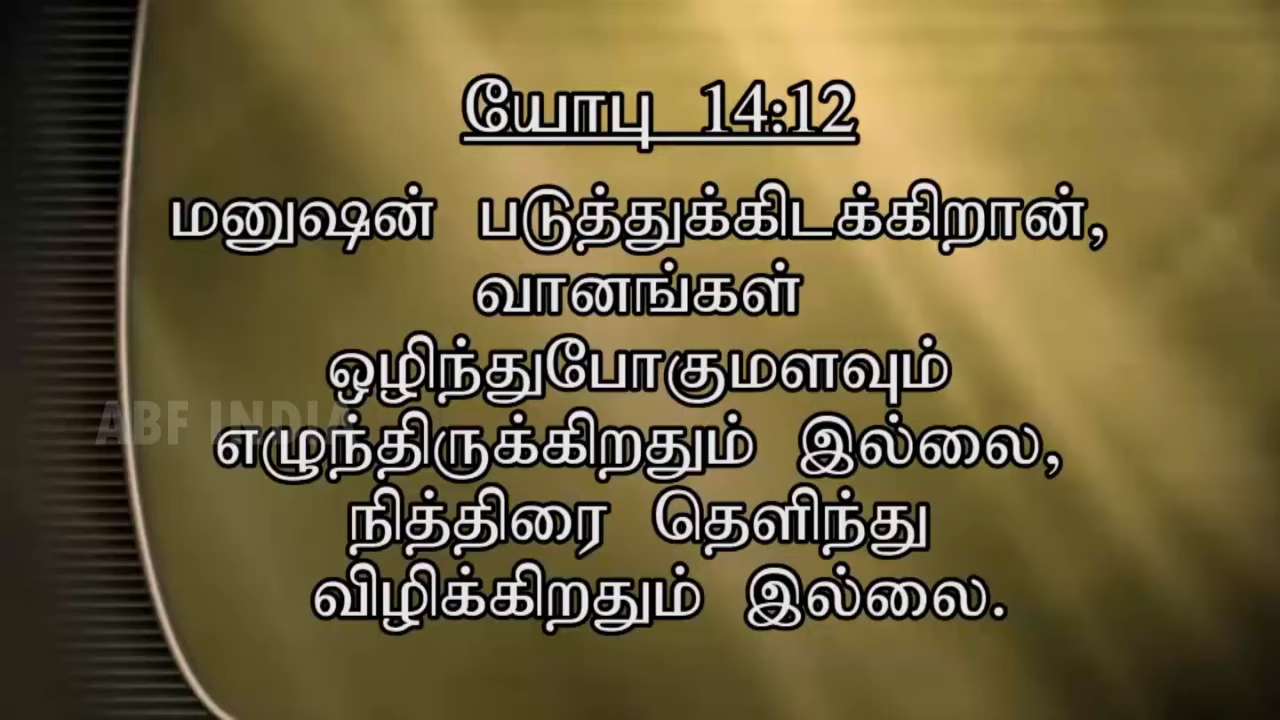 யோபு 14:12
மனுஷன் படுத்துக்கிடக்கிறான்,
வானங்கள்
ஒழிந்துபோகுமளவும்
ABF INDIA
எழுந்திருக்கிறதும் இல்லை,
நித்திரை தெளிந்து
விழிக்கிறதும் இல்லை.